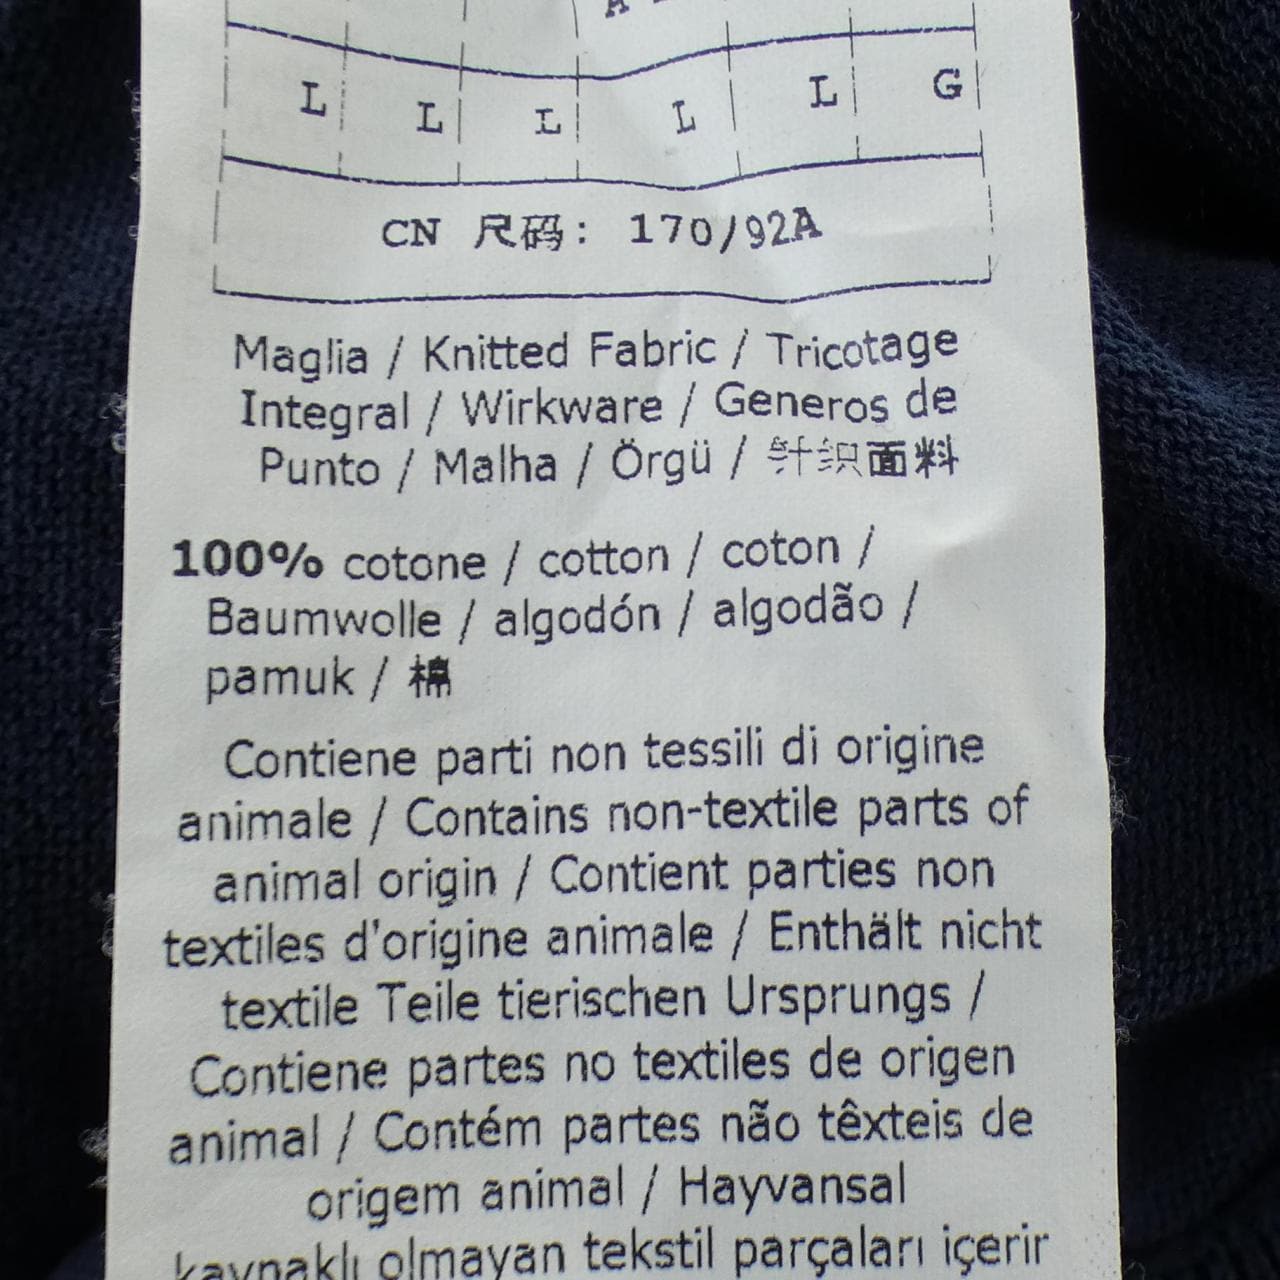 L L L L L G
CN 尺码: 170/92A
Maglia / Knitted Fabric / Tricotage
Integral / Wirkware / Generos de
Punto / Malha / Örgü / 针织面料
100% cotone / cotton / coton /
Baumwolle / algodón / algodão /
pamuk / 棉
Contiene parti non tessili di origine
animale / Contains non-textile parts of
animal origin / Contient parties non
textiles d'origine animale / Enthält nicht
textile Teile tierischen Ursprungs /
Contiene partes no textiles de origen
animal / Contém partes não têxteis de
origem animal / Hayvansal
kaynaklı olmayan tekstil parçaları içerir